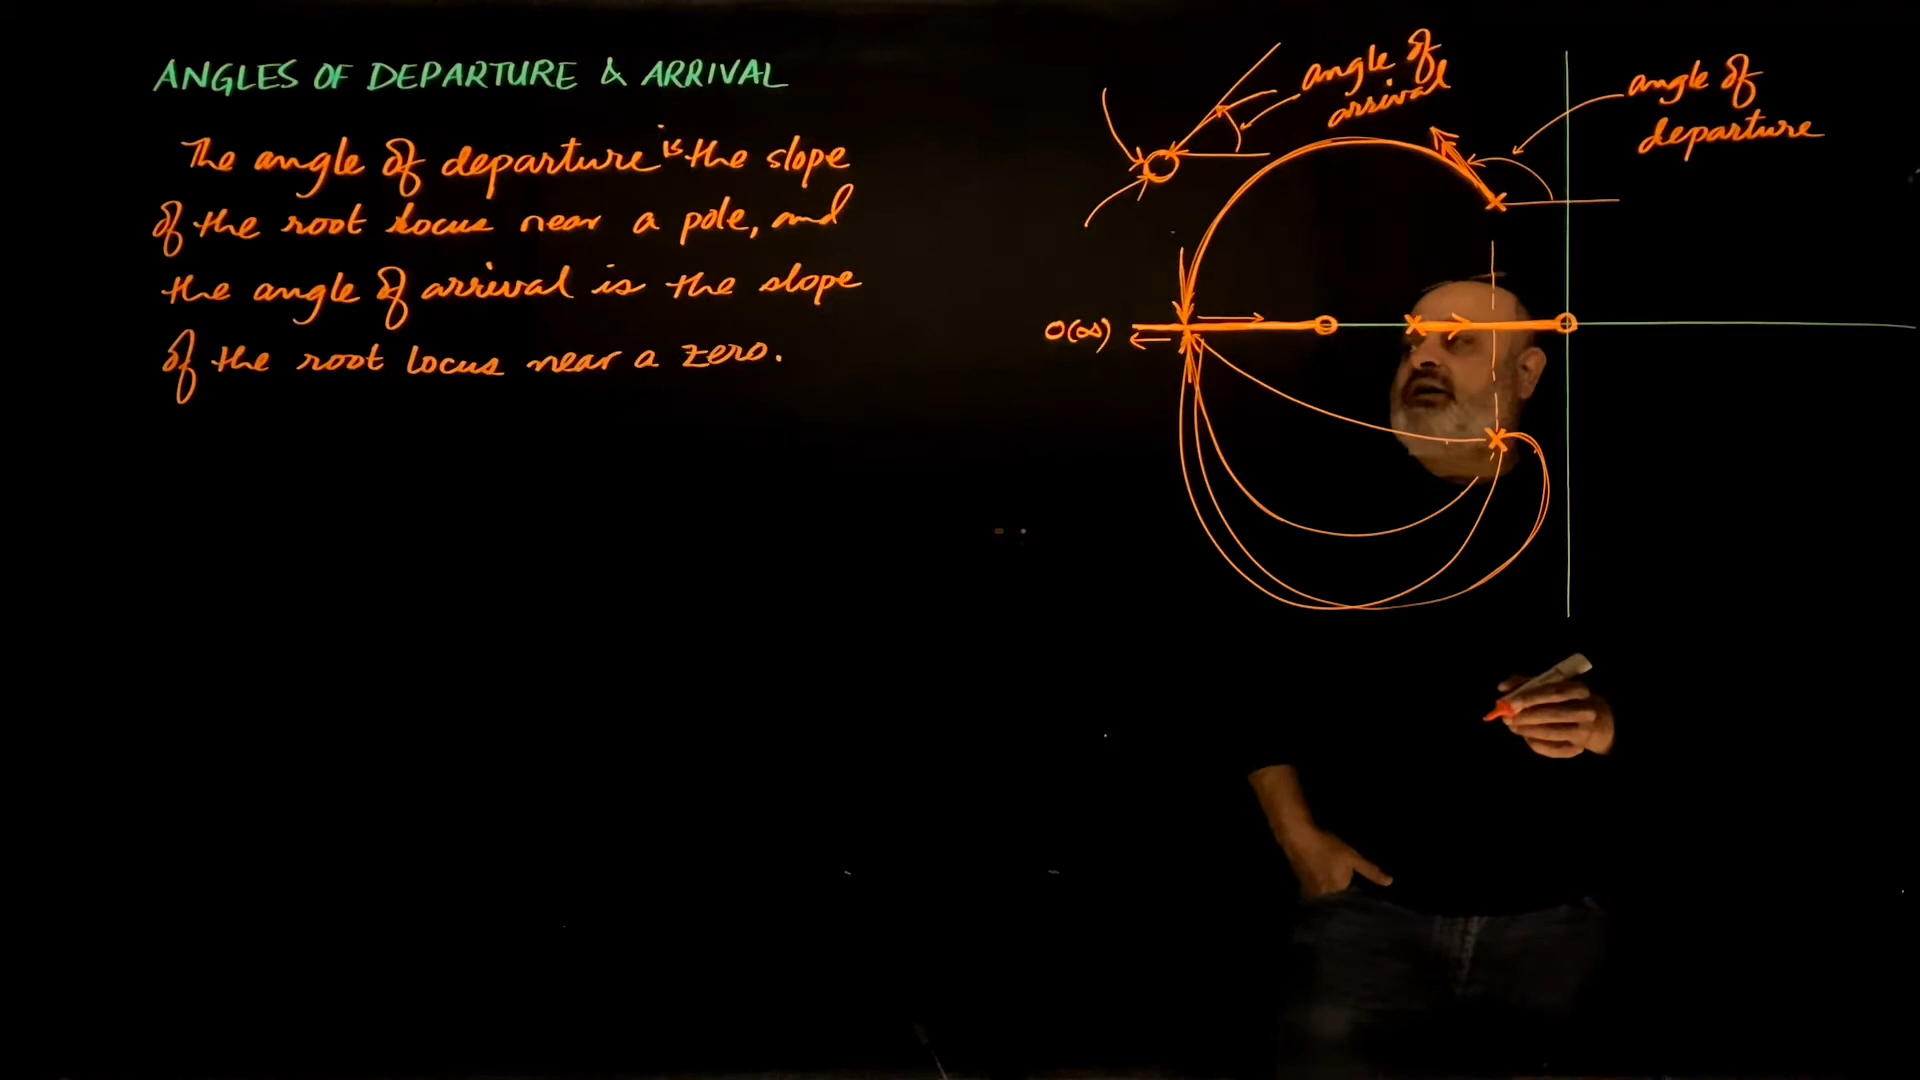 ANGLES OF DEPARTURE & ARRIVAL
The angle of departure is the slope
of the root locus near a pole, and
the angle of arrival is the slope
of the root locus near a zero.
angle of
arrival
angle of
departure
O(∞)